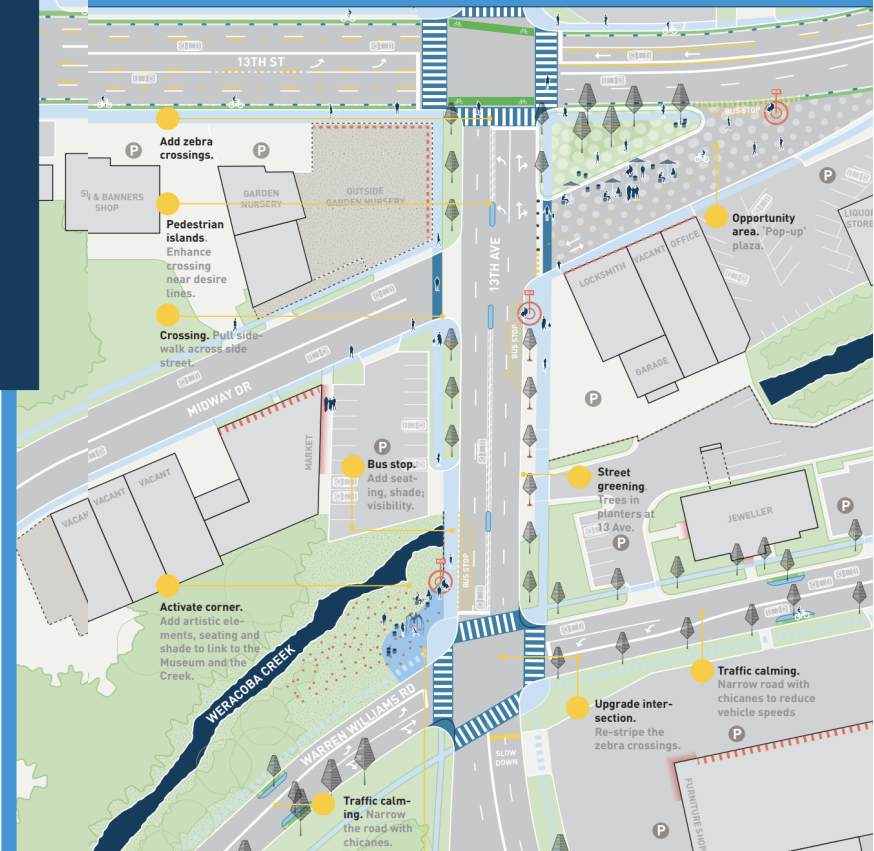 13TH ST
BUS STOP
Add zebra
crossings.
P
P
P
& BANNERS
SHOP
GARDEN
NURSERY
OUTSIDE
GARDEN NURSERY
Pedestrian
islands.
Enhance
crossing
near desire
lines.
13TH AVE
Opportunity
area. 'Pop-up'
plaza.
LIQUOR
STORE
LOCKSMITH
VACANT
OFFICE
GARAGE
BUS STOP
Crossing. Pull side-
walk across side
street.
MIDWAY DR
P
MARKET
P
Bus stop.
Add seat-
ing, shade;
visibility.
Street
greening.
Trees in
planters at
13 Ave.
P
JEWELLER
P
VACAN
VACANT
VACANT
BUS STOP
Activate corner.
Add artistic ele-
ments, seating and
shade to link to the
Museum and the
Creek.
WERACOBA CREEK
WARREN WILLIAMS RD
Traffic calming.
Narrow road with
chicanes to reduce
vehicle speeds
Upgrade inter-
section.
Re-stripe the
zebra crossings.
SLOW
DOWN
P
FURNITURE SHOP
Traffic calm-
ing. Narrow
the road with
chicanes.
P